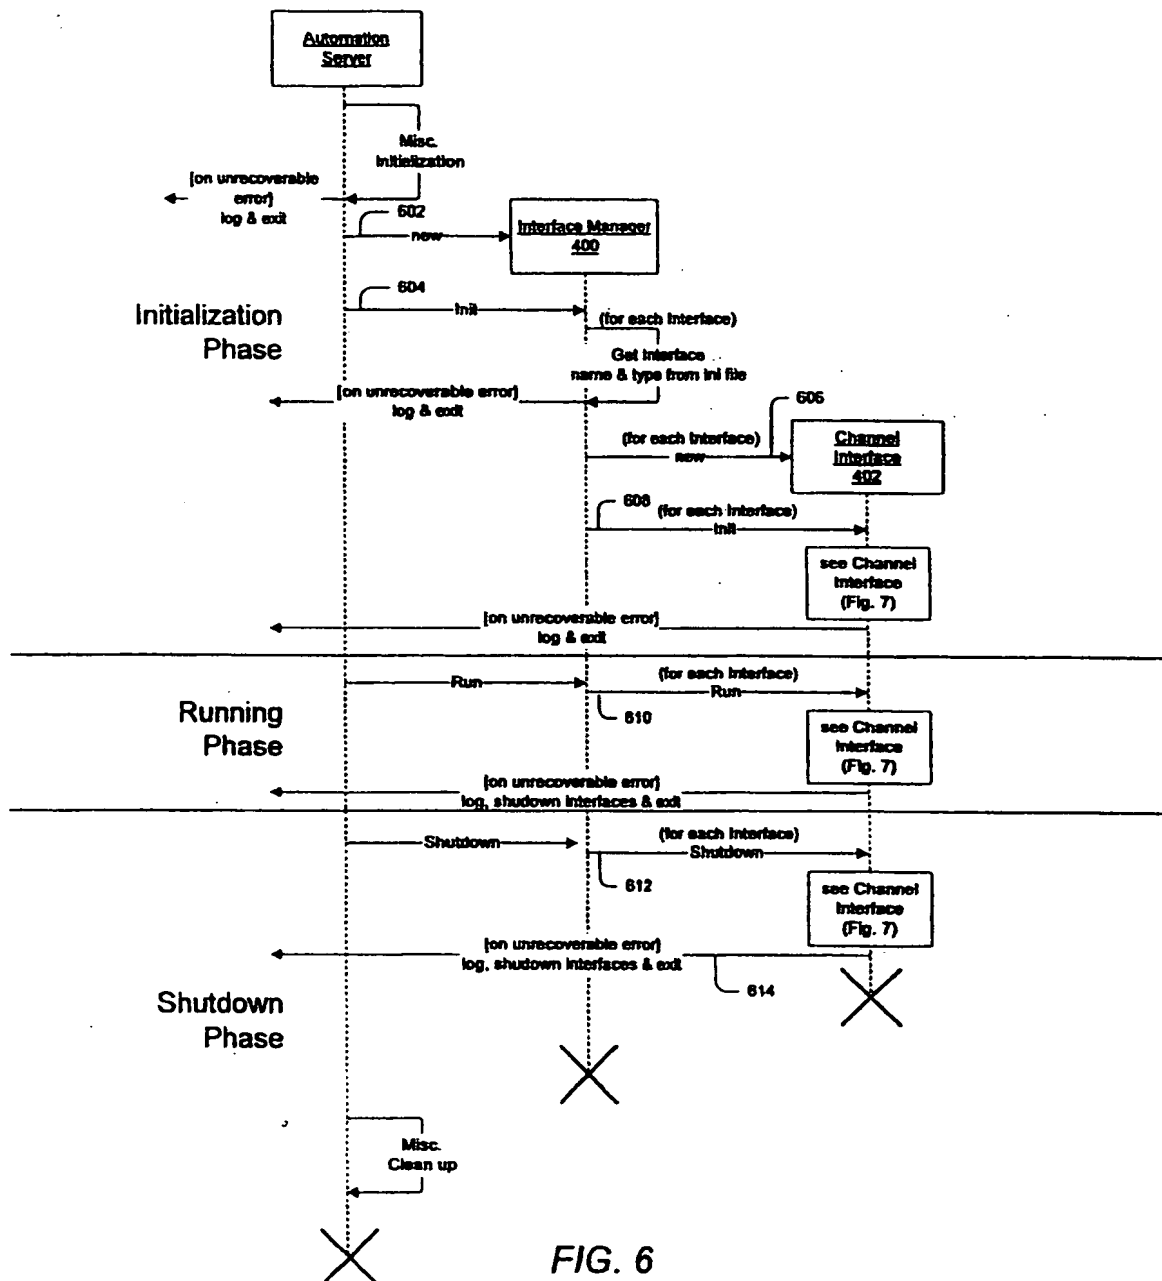 Automation
Server
Misc.
Initialization
[on unrecoverable
error]
log & exit
602
new
Interface Manager
400
604
Init
(for each Interface)
Initialization
Phase
Get Interface
name & type from ini file
[on unrecoverable error]
log & exit
606
(for each Interface)
new
Channel
Interface
402
608
(for each Interface)
Init
see Channel
Interface
(Fig. 7)
[on unrecoverable error]
log & exit
Run
(for each Interface)
Run
610
Running
Phase
see Channel
Interface
(Fig. 7)
[on unrecoverable error]
log, shudown Interfaces & exit
Shutdown
(for each Interface)
Shutdown
612
see Channel
Interface
(Fig. 7)
[on unrecoverable error]
log, shudown Interfaces & exit
614
Shutdown
Phase
Misc.
Clean up
FIG. 6